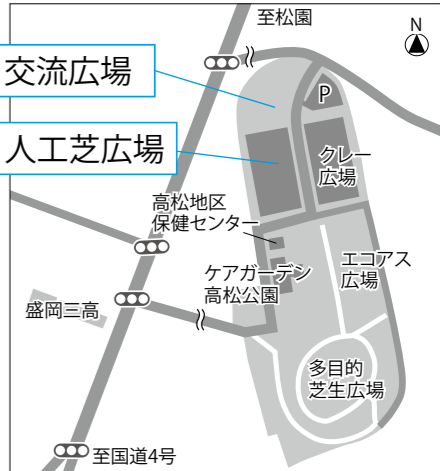 至松園
N
交流広場
P
人工芝広場
クレー
広場
高松地区
保健センター
エコアス
広場
ケアガーデン
高松公園
盛岡三高
多目的
芝生広場
至国道4号